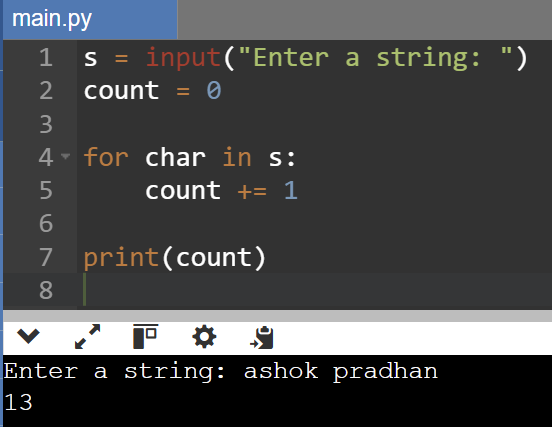 main.py
1 s = input("Enter a string: ")
2 count = 0
3
4 for char in s:
5     count += 1
6
7 print(count)
8
Enter a string: ashok pradhan
13